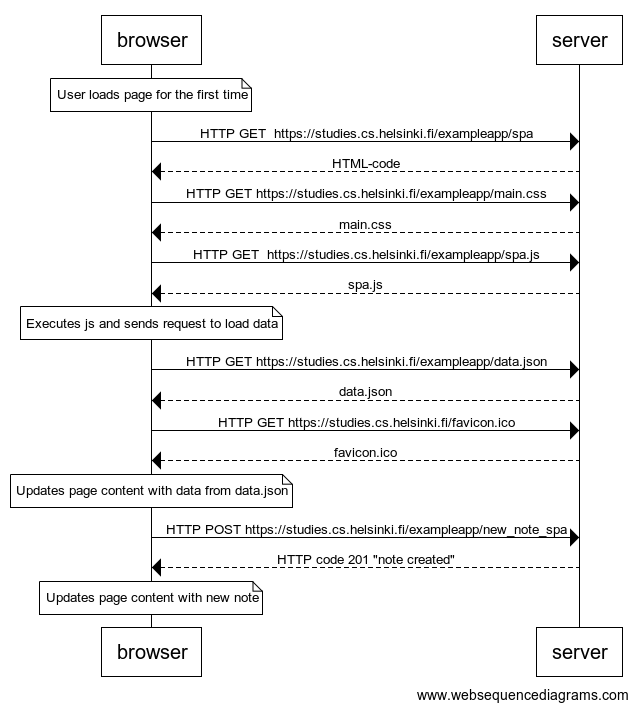 browser
server
User loads page for the first time
HTTP GET  https://studies.cs.helsinki.fi/exampleapp/spa
HTML-code
HTTP GET https://studies.cs.helsinki.fi/exampleapp/main.css
main.css
HTTP GET  https://studies.cs.helsinki.fi/exampleapp/spa.js
spa.js
Executes js and sends request to load data
HTTP GET https://studies.cs.helsinki.fi/exampleapp/data.json
data.json
HTTP GET https://studies.cs.helsinki.fi/favicon.ico
favicon.ico
Updates page content with data from data.json
HTTP POST https://studies.cs.helsinki.fi/exampleapp/new_note_spa
HTTP code 201 "note created"
Updates page content with new note
browser
server
www.websequencediagrams.com